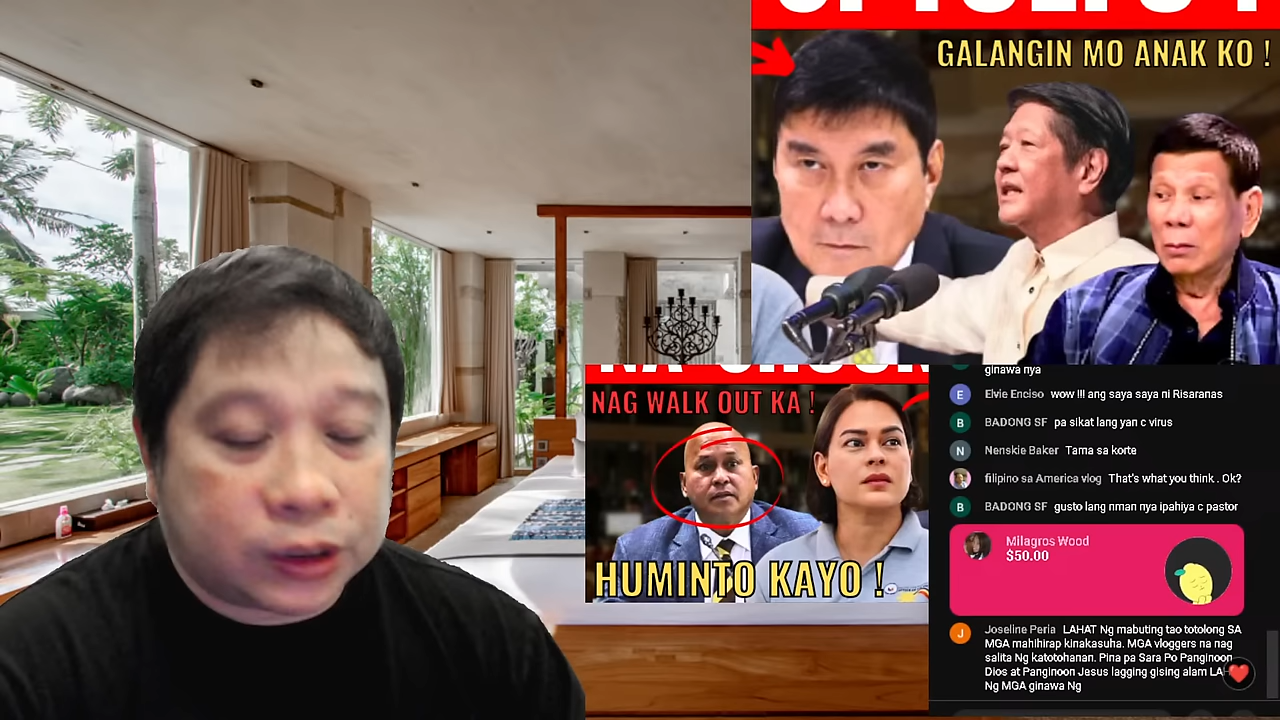 GALANGIN MO ANAK KO !
NAG WALK OUT KA !
HUMINTO KAYO !
ginawa nya
E Elvie Enciso wow !!! ang saya saya ni Risaranas
B BADONG SF pa sikat lang yan c virus
N Nenskie Baker Tama sa korte
filipino sa America vlog That's what you think . Ok?
B BADONG SF gusto lang nman nya ipahiya c pastor
Milagros Wood
$50.00
J Joseline Peria LAHAT Ng mabuting tao totolong SA
MGA mahihirap kinakasuha. MGA vloggers na nag
salita Ng katotohanan. Pina pa Sara Po Panginoon
Dios at Panginoon Jesus lagging gising alam
Ng MGA ginawa Ng